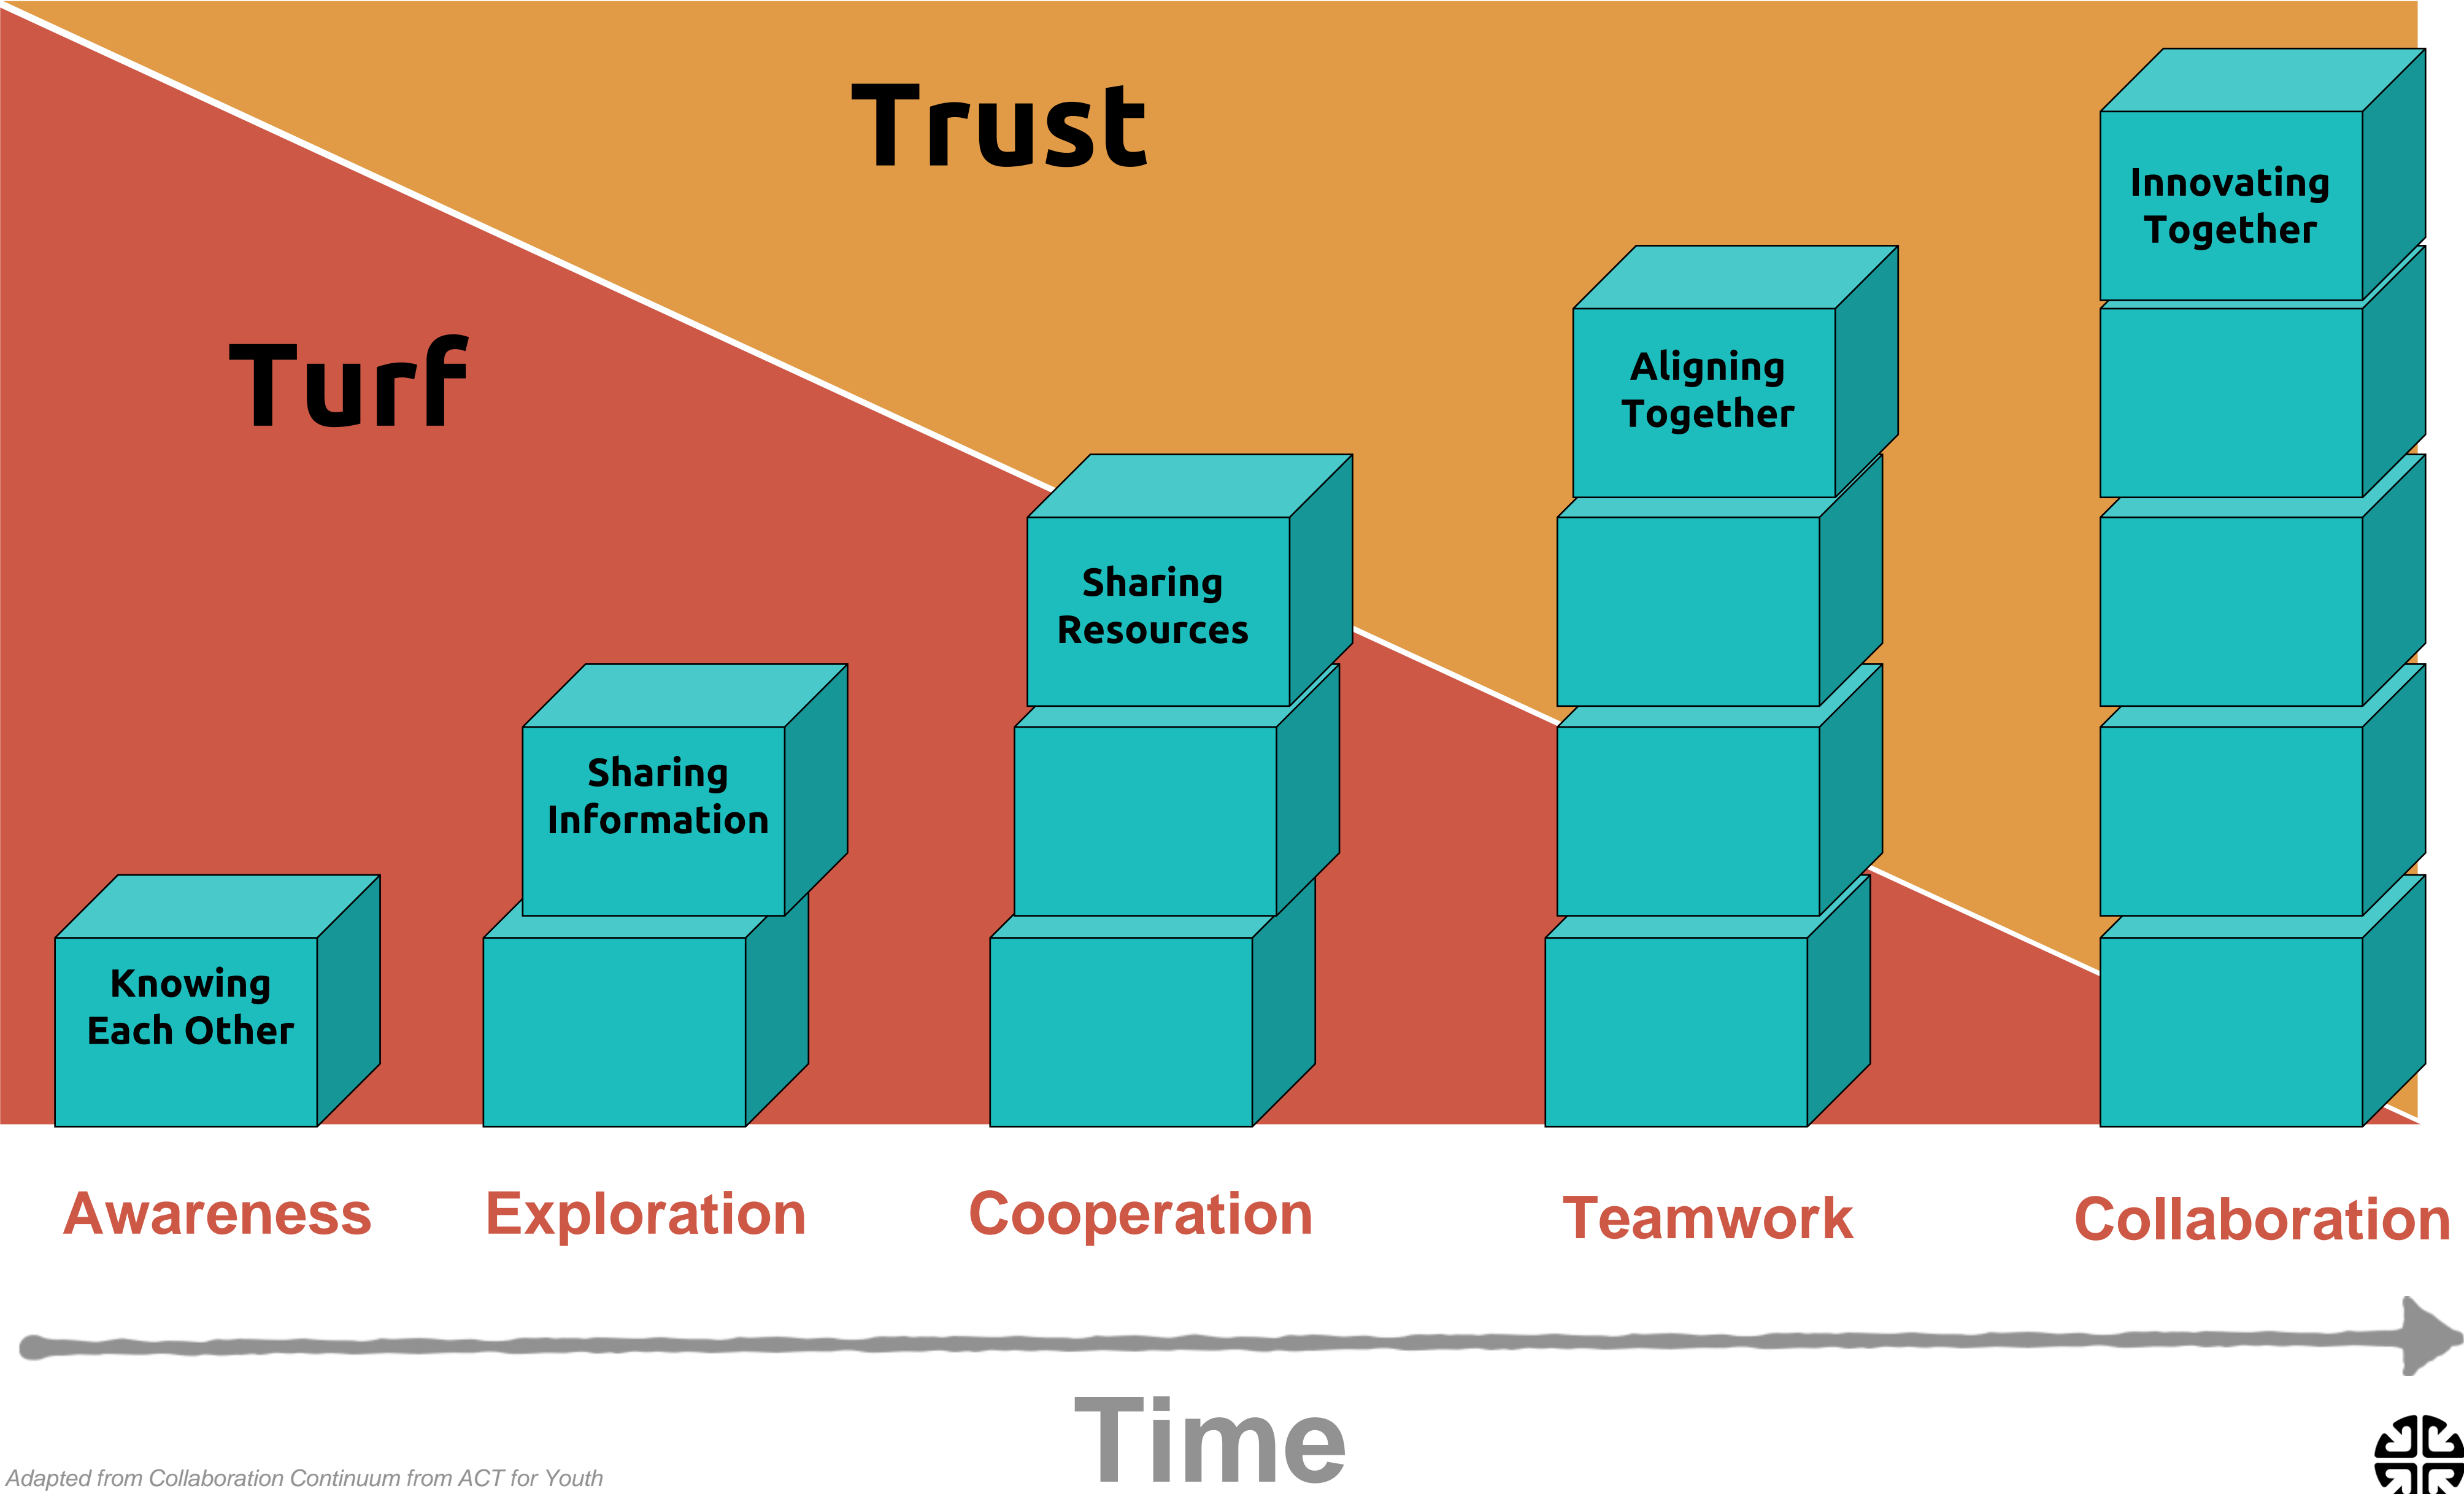 Trust
Turf
Innovating
Together
Aligning
Together
Sharing
Resources
Sharing
Information
Knowing
Each Other
Awareness
Exploration
Cooperation
Teamwork
Collaboration
Time
Adapted from Collaboration Continuum from ACT for Youth